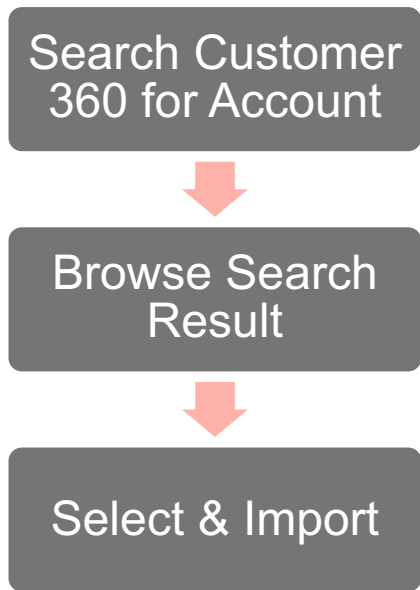 Search Customer
360 for Account
Browse Search
Result
Select & Import